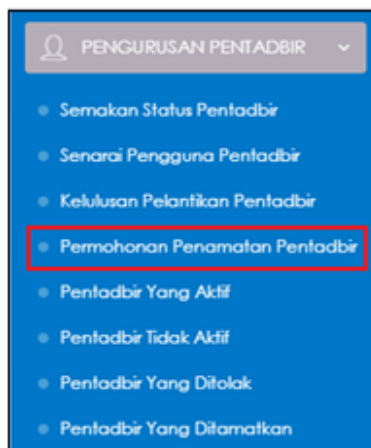 PENGURUSAN PENTADBIR
Semakan Status Pentadbir
Senarai Pengguna Pentadbir
Kelulusan Pelantikan Pentadbir
Permohonan Penamatan Pentadbir
Pentadbir Yang Aktif
Pentadbir Tidak Aktif
Pentadbir Yang Ditolak
Pentadbir Yang Ditamatkan